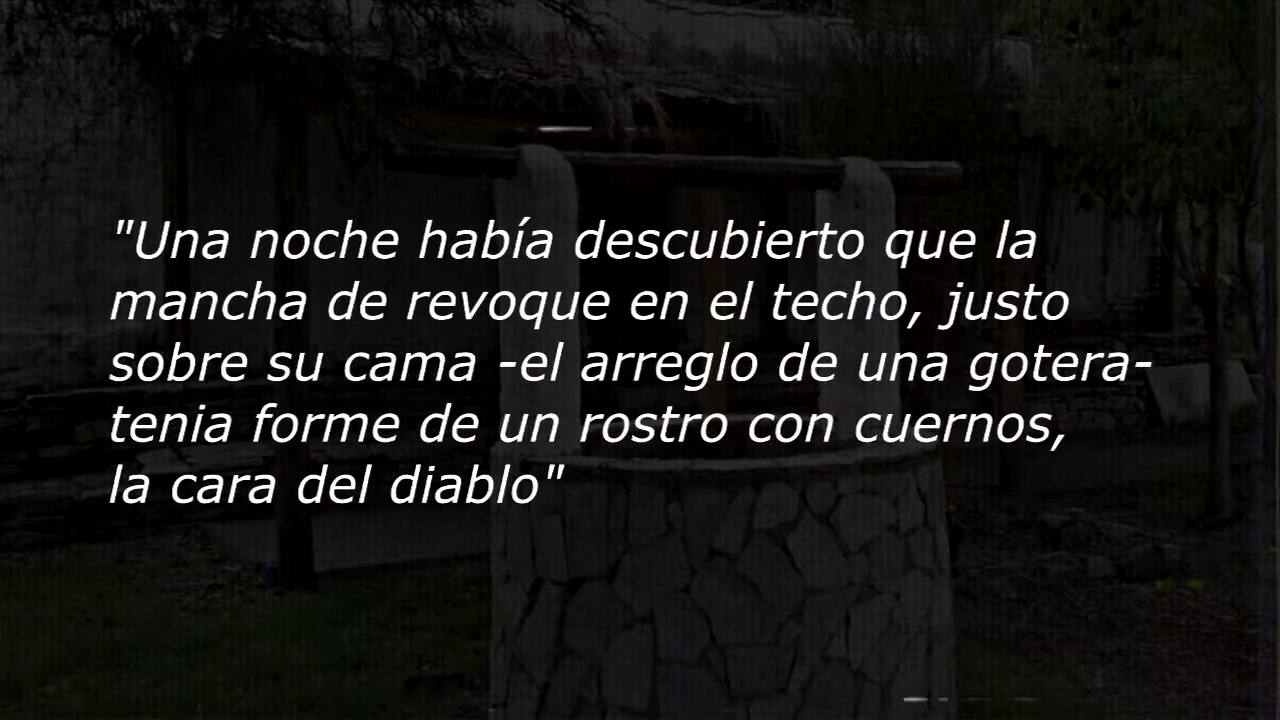 "Una noche había descubierto que la
mancha de revoque en el techo, justo
sobre su cama -el arreglo de una gotera-
tenia forme de un rostro con cuernos,
la cara del diablo"